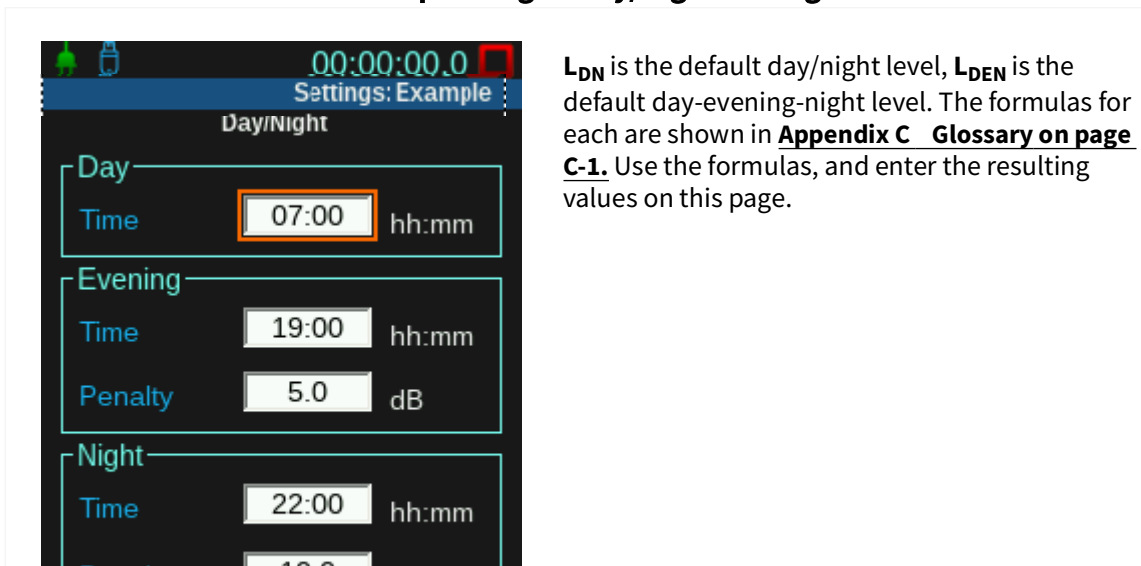 00:00:00.0
Settings: Example
Day/Night
Day
Time 07:00 hh:mm
Evening
Time 19:00 hh:mm
Penalty 5.0 dB
Night
Time 22:00 hh:mm
L_DN is the default day/night level, L_DEN is the
default day-evening-night level. The formulas for
each are shown in Appendix C Glossary on page
C-1. Use the formulas, and enter the resulting
values on this page.